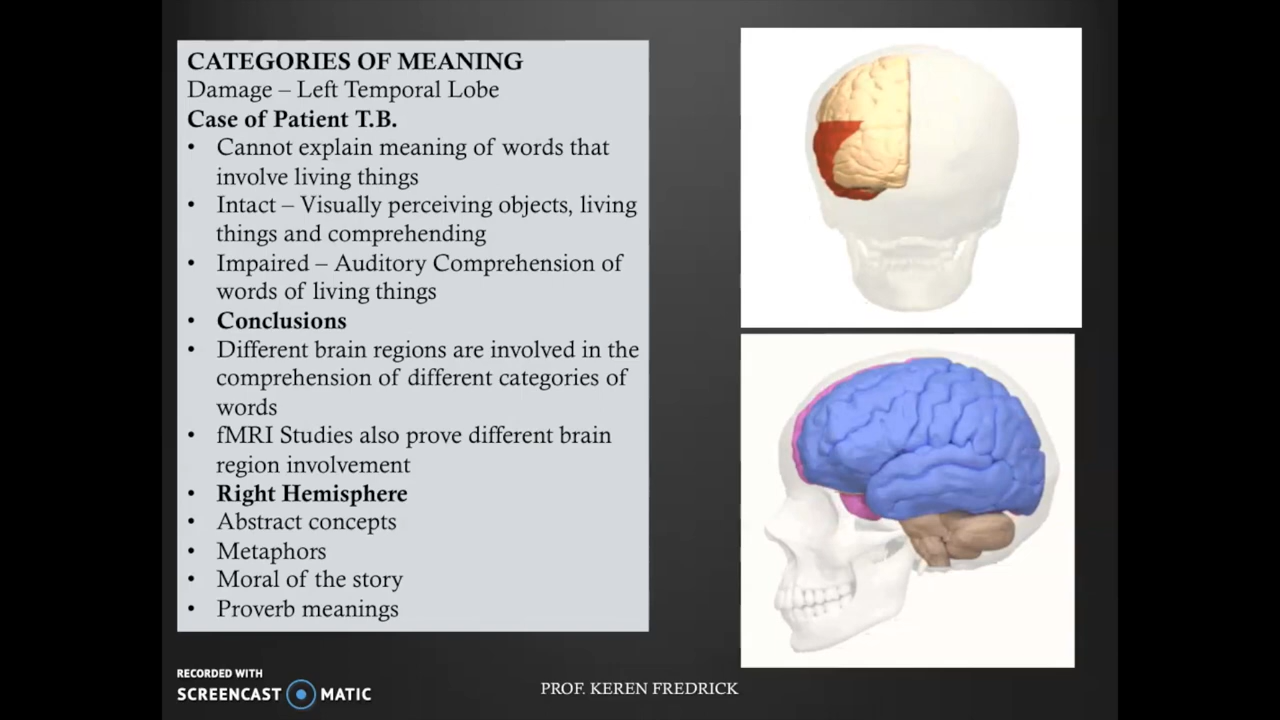 CATEGORIES OF MEANING
Damage – Left Temporal Lobe
Case of Patient T.B.
• Cannot explain meaning of words that
involve living things
• Intact – Visually perceiving objects, living
things and comprehending
• Impaired – Auditory Comprehension of
words of living things
• Conclusions
• Different brain regions are involved in the
comprehension of different categories of
words
• fMRI Studies also prove different brain
region involvement
• Right Hemisphere
• Abstract concepts
• Metaphors
• Moral of the story
• Proverb meanings
RECORDED WITH
SCREENCAST MATIC
PROF. KEREN FREDRICK